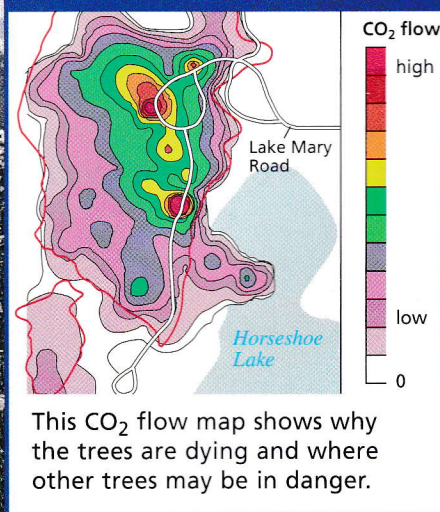 CO₂ flow
high
Lake Mary
Road
low
Horseshoe
Lake
0
This CO₂ flow map shows why
the trees are dying and where
other trees may be in danger.